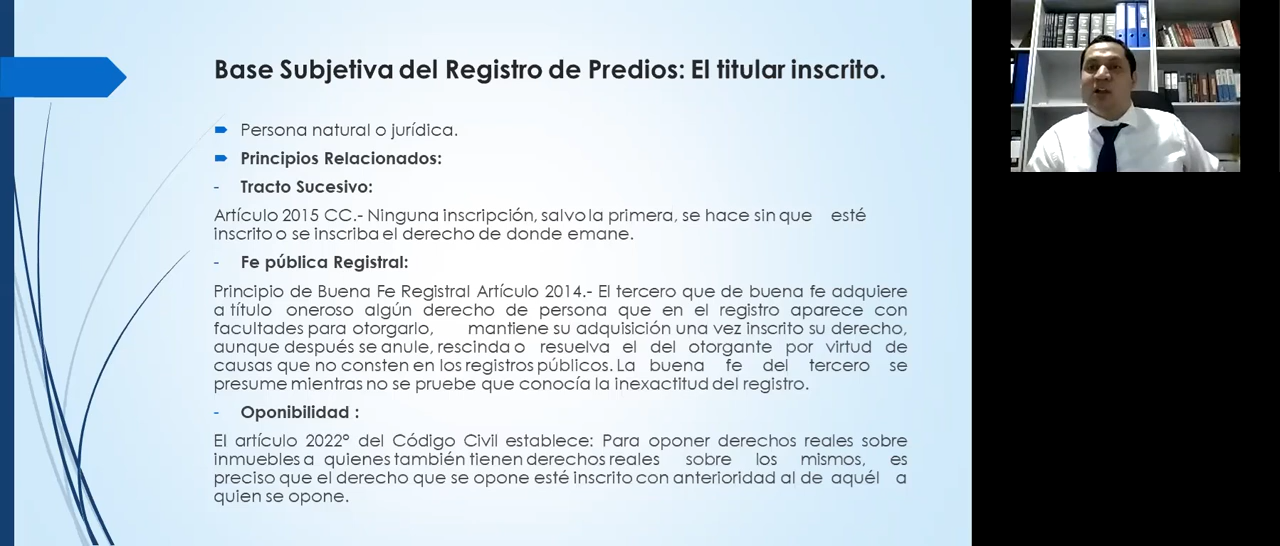 Base Subjetiva del Registro de Predios: El titular inscrito.
Persona natural o jurídica.
Principios Relacionados:
- Tracto Sucesivo:
Artículo 2015 CC.- Ninguna inscripción, salvo la primera, se hace sin que esté
inscrito o se inscriba el derecho de donde emane.
- Fe pública Registral:
Principio de Buena Fe Registral Artículo 2014.- El tercero que de buena fe adquiere
a título oneroso algún derecho de persona que en el registro aparece con
facultades para otorgarlo, mantiene su adquisición una vez inscrito su derecho,
aunque después se anule, rescinda o resuelva el del otorgante por virtud de
causas que no consten en los registros públicos. La buena fe del tercero se
presume mientras no se pruebe que conocía la inexactitud del registro.
- Oponibilidad :
El artículo 2022° del Código Civil establece: Para oponer derechos reales sobre
inmuebles a quienes también tienen derechos reales sobre los mismos, es
preciso que el derecho que se opone esté inscrito con anterioridad al de aquél a
quien se opone.